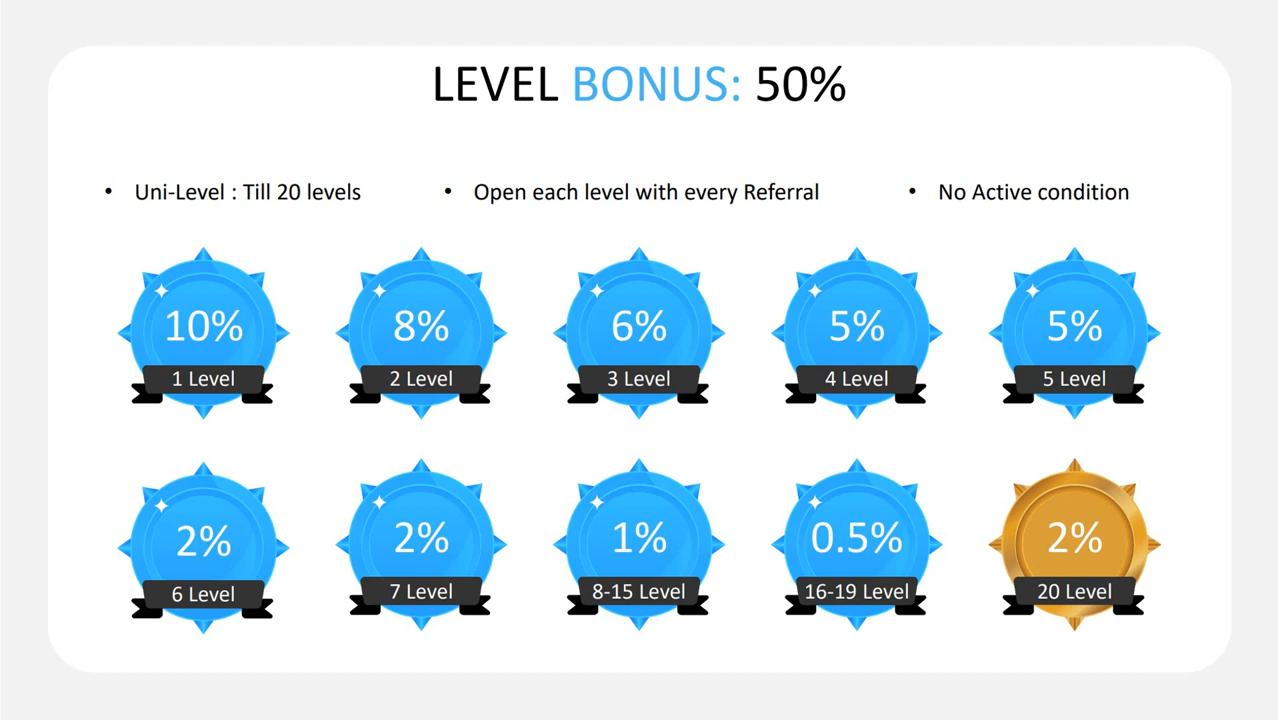 LEVEL BONUS: 50%
• Uni-Level : Till 20 levels
• Open each level with every Referral
• No Active condition
10%
1 Level
8%
2 Level
6%
3 Level
5%
4 Level
5%
5 Level
2%
6 Level
2%
7 Level
1%
8-15 Level
0.5%
16-19 Level
2%
20 Level